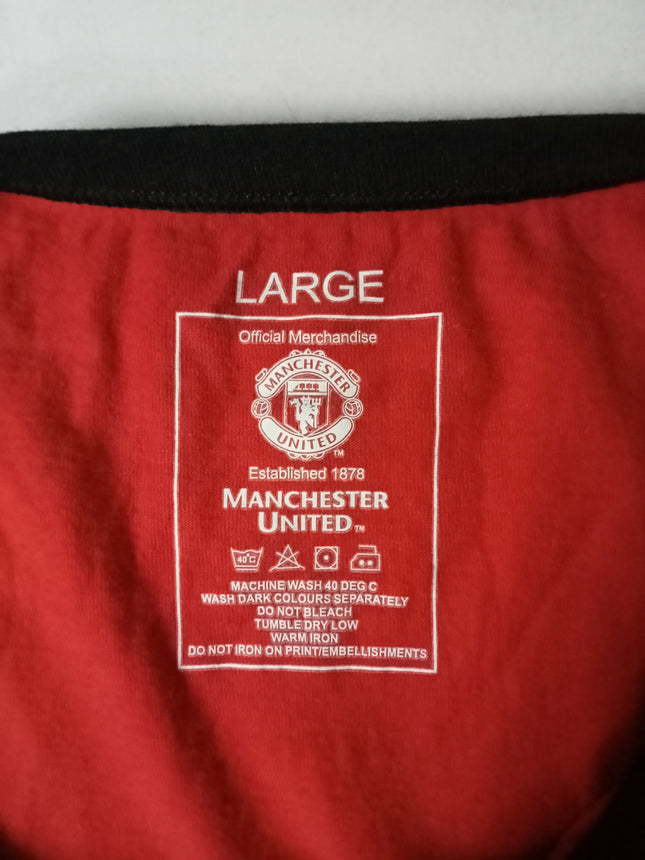 LARGE
Official Merchandise
MANCHESTER
UNITED
TM
Established 1878
MANCHESTER
UNITED TM
40°C
MACHINE WASH 40 DEG C
WASH DARK COLOURS SEPARATELY
DO NOT BLEACH
TUMBLE DRY LOW
WARM IRON
DO NOT IRON ON PRINT/EMBELLISHMENTS